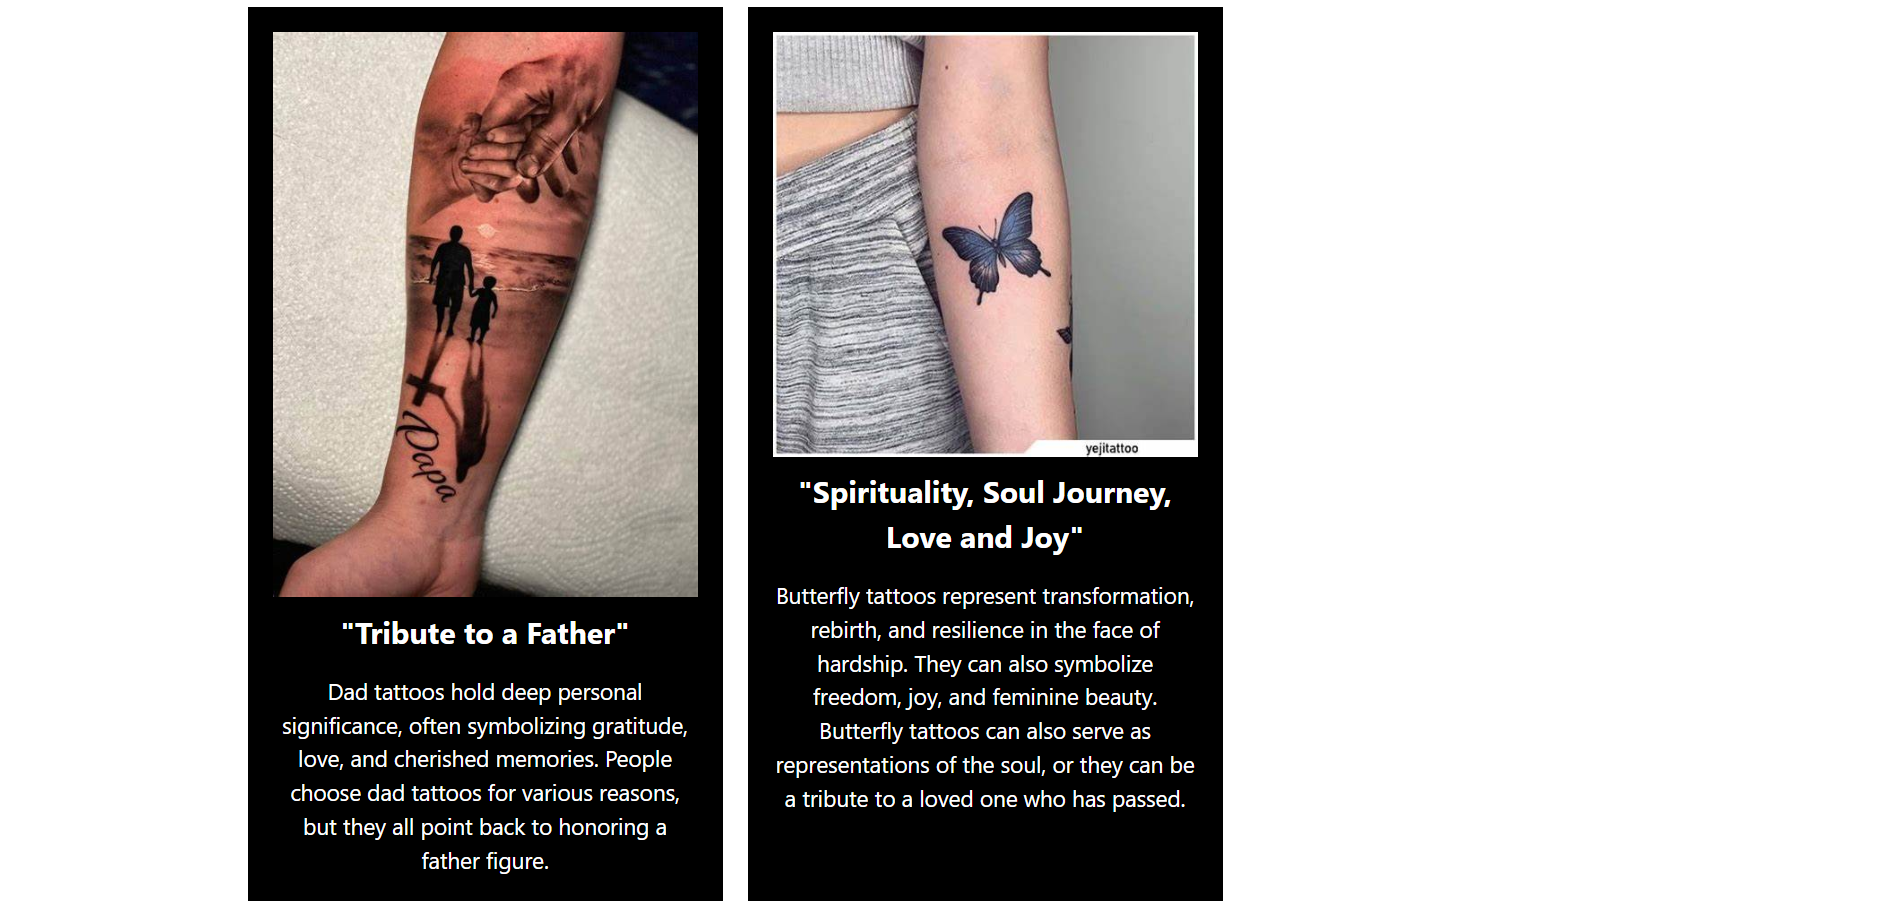 Papa
"Tribute to a Father"
Dad tattoos hold deep personal
significance, often symbolizing gratitude,
love, and cherished memories. People
choose dad tattoos for various reasons,
but they all point back to honoring a
father figure.
yejitattoo
"Spirituality, Soul Journey,
Love and Joy"
Butterfly tattoos represent transformation,
rebirth, and resilience in the face of
hardship. They can also symbolize
freedom, joy, and feminine beauty.
Butterfly tattoos can also serve as
representations of the soul, or they can be
a tribute to a loved one who has passed.